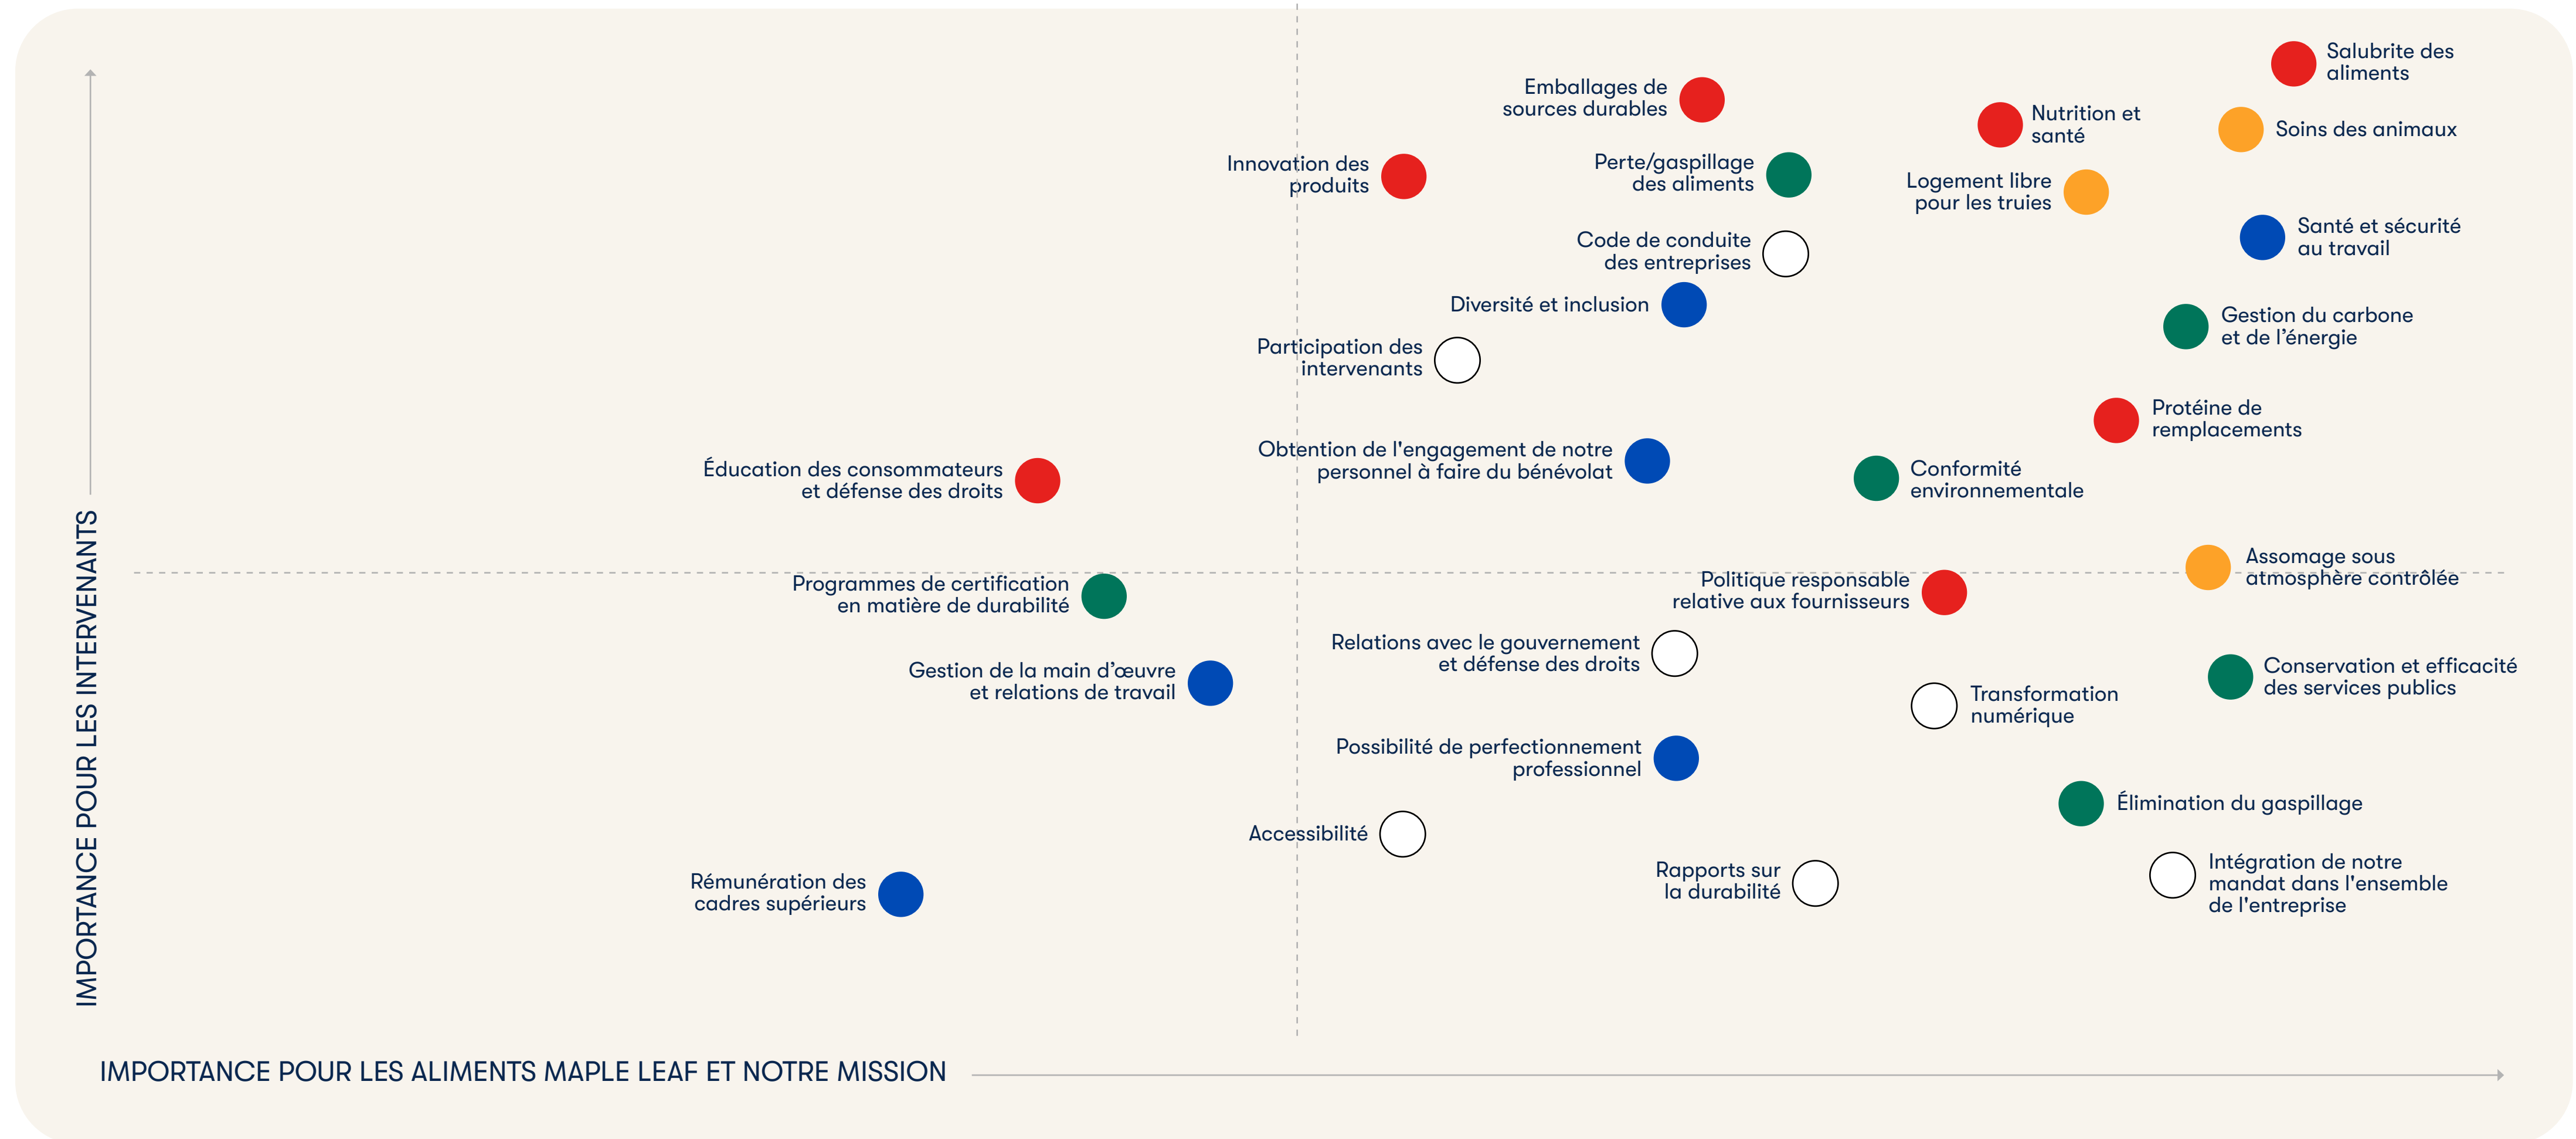 Salubrite des
aliments
Emballages de
sources durables
Nutrition et
santé
Soins des animaux
Innovation des
produits
Perte/gaspillage
des aliments
Logement libre
pour les truies
Santé et sécurité
au travail
Code de conduite
des entreprises
Diversité et inclusion
Gestion du carbone
et de l’énergie
Participation des
intervenants
Protéine de
remplacements
Obtention de l'engagement de notre
personnel à faire du bénévolat
Éducation des consommateurs
et défense des droits
Conformité
environnementale
Assomage sous
atmosphère contrôlée
Programmes de certification
en matière de durabilité
Politique responsable
relative aux fournisseurs
Relations avec le gouvernement
et défense des droits
Gestion de la main d’œuvre
et relations de travail
Conservation et efficacité
des services publics
Transformation
numérique
Possibilité de perfectionnement
professionnel
Élimination du gaspillage
Accessibilité
Rapports sur
la durabilité
Intégration de notre
mandat dans l'ensemble
de l'entreprise
Rémunération des
cadres supérieurs
IMPORTANCE POUR LES INTERVENANTS
IMPORTANCE POUR LES ALIMENTS MAPLE LEAF ET NOTRE MISSION